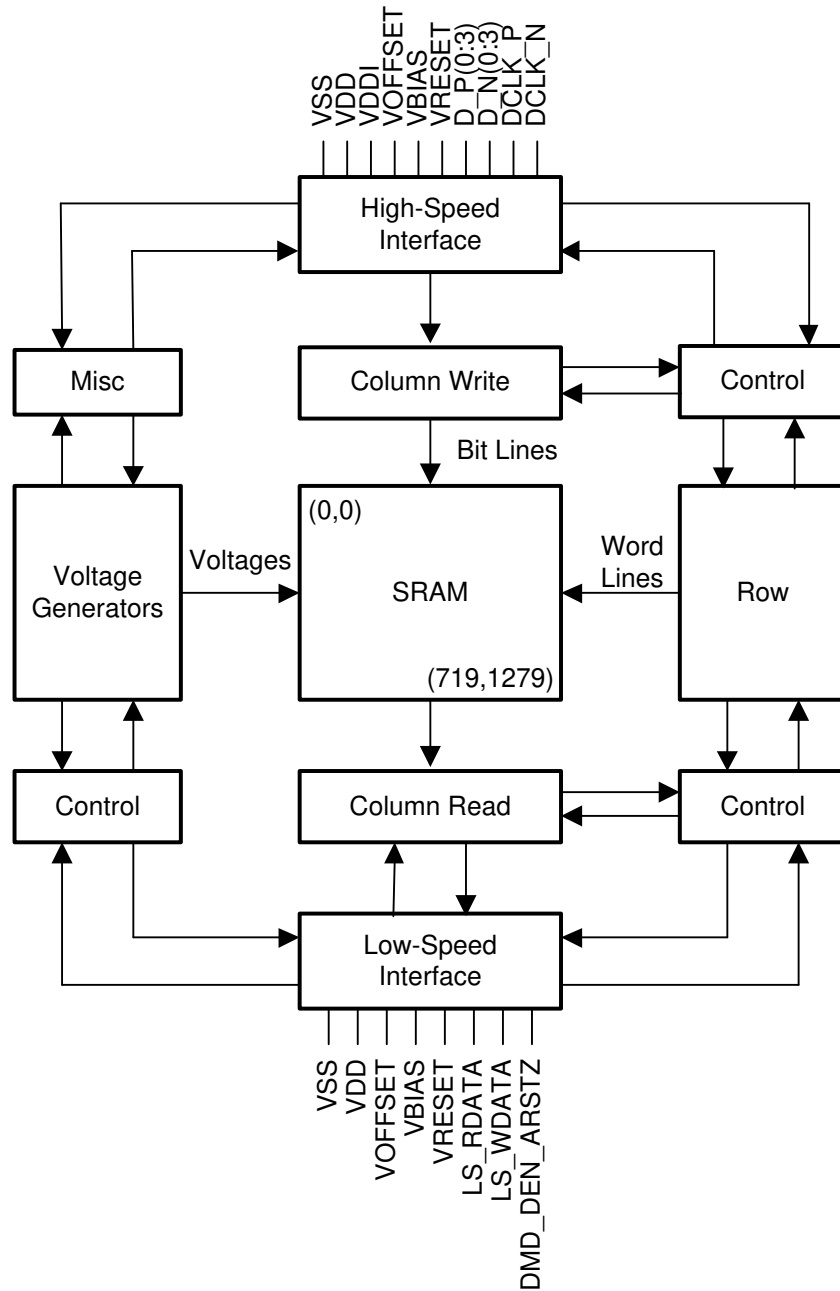 VSS
VDD
VDDI
VOFFSET
VBIAS
VRESET
D_P(0:3)
D_N(0:3)
DCLK_P
DCLK_N
High-Speed
Interface
Misc
Column Write
Control
Bit Lines
(0,0)
Voltage
Generators
Voltages
SRAM
Word
Lines
Row
(719,1279)
Control
Column Read
Control
Low-Speed
Interface
VSS
VDD
VOFFSET
VBIAS
VRESET
LS_RDATA
LS_WDATA
DMD_DEN_ARSTZ